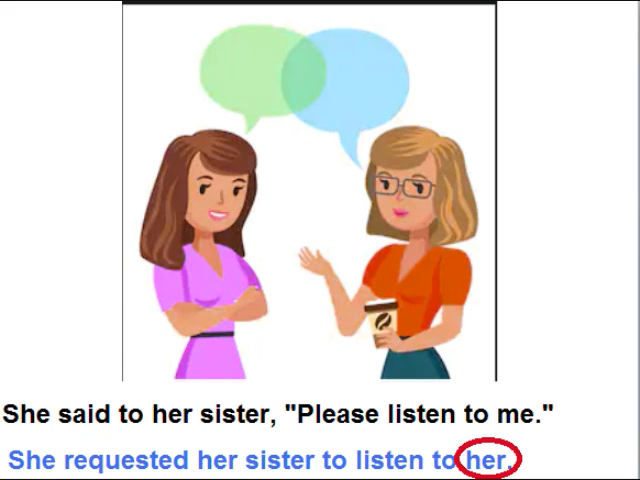 She said to her sister, "Please listen to me."
She requested her sister to listen to her.